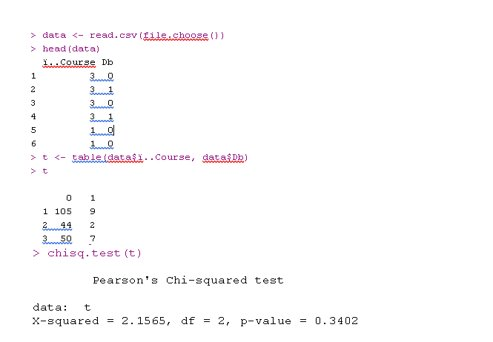 > data <- read.csv(file.choose())
> head(data)
  ï..Course Db
1         3  0
2         3  1
3         3  0
4         3  1
5         1  0
6         1  0
> t <- table(data$ï..Course, data$Db)
> t
      0   1
  1 105   9
  2  44   2
  3  50   7
> chisq.test(t)
        Pearson's Chi-squared test
data:  t
X-squared = 2.1565, df = 2, p-value = 0.3402